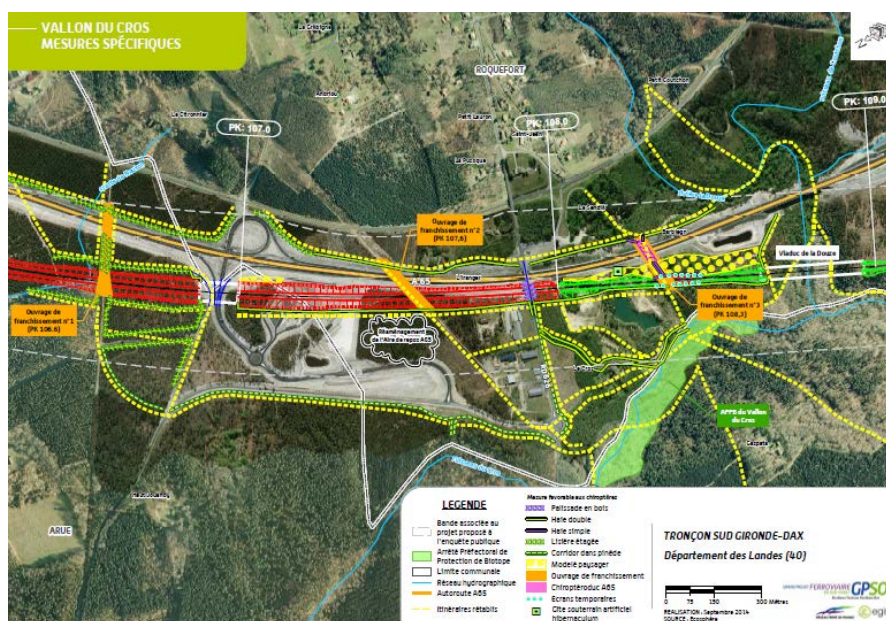 VALLON DU CROS
MESURES SPÉCIFIQUES
ROQUEFORT
PK: 107.0
PK: 108.0
PK: 109.0
Ouvrage de
franchissement n°2
(PK 107,6)
Viaduc de la Douze
A65
Ouvrage de
franchissement n°1
(PK 106.6)
Ouvrage de
franchissement n°3
(PK 108,3)
Réaménagement
de l'Aire de repos A65
APPB du Vallon
du Cros
ARUE
LEGENDE
Bande associée au
projet proposé à
l'enquête publique
Arrêté Préfectoral de
Protection de Biotope
Limite communale
Réseau hydrographique
Autoroute A65
Itinéraires rétablis
Mesure favorable aux chiroptères
Palissade en bois
Haie double
Haie simple
Lisière étagée
Corridor dans pinède
Modelé paysager
Ouvrage de franchissement
Chiroptéroduc A65
Ecrans temporaires
Gîte souterrain artificiel
hibernaculum
TRONÇON SUD GIRONDE-DAX
Département des Landes (40)
0 75 150 300 Mètres
REALISATION : Septembre 2014
SOURCE : Ecosphère
GPSO
egis